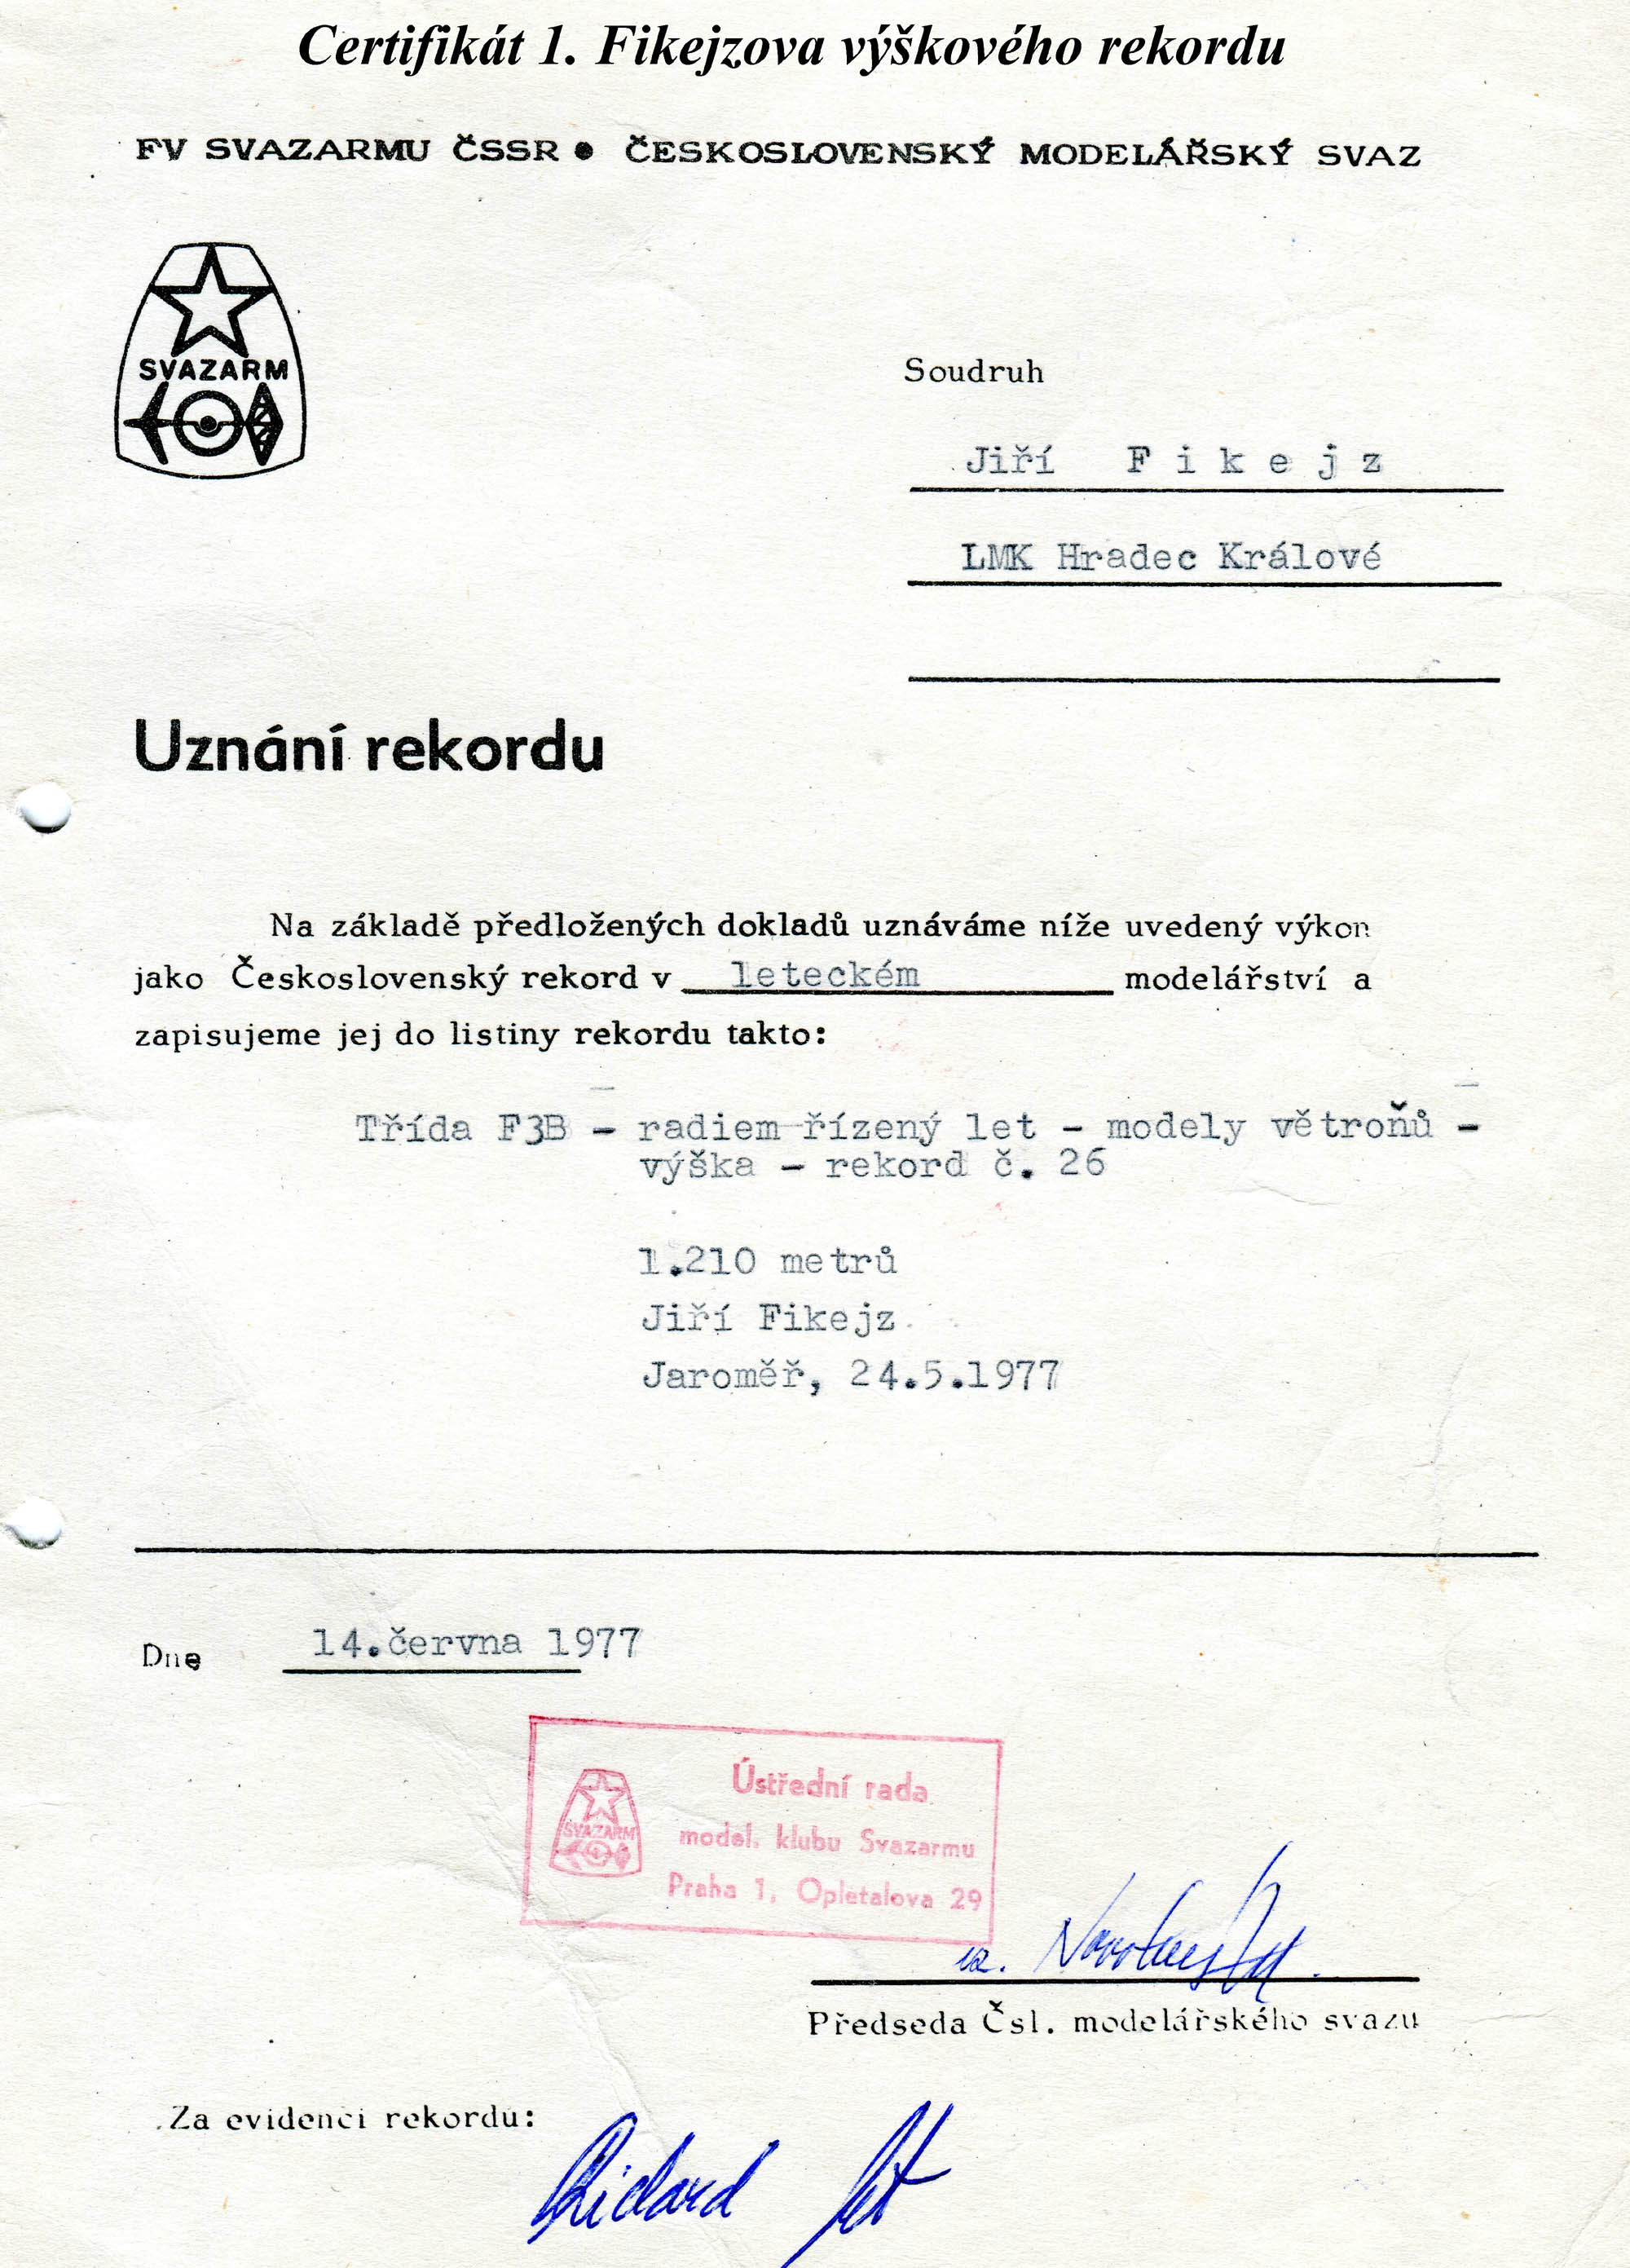 Certifikát 1. Fikejzova výškového rekordu
FV SVAZARMU ČSSR ● ČESKOSLOVENSKÝ MODELÁŘSKÝ SVAZ
SVAZARM
Soudruh
Jiří F i k e j z
LMK Hradec Králové
Uznání rekordu
Na základě předložených dokladů uznáváme níže uvedený výkon
jako Československý rekord v leteckém modelářství a
zapisujeme jej do listiny rekordu takto:
Třída F3B - radiem řízený let - modely větroňů -
výška - rekord č. 26
1.210 metrů
Jiří Fikejz
Jaroměř, 24.5.1977
Dne 14.června 1977
Ústřední rada
SVAZARM
model. klubu Svazarmu
Praha 1, Opletalova 29
Předseda Čsl. modelářského svazu
Za evidenci rekordu:
Richard